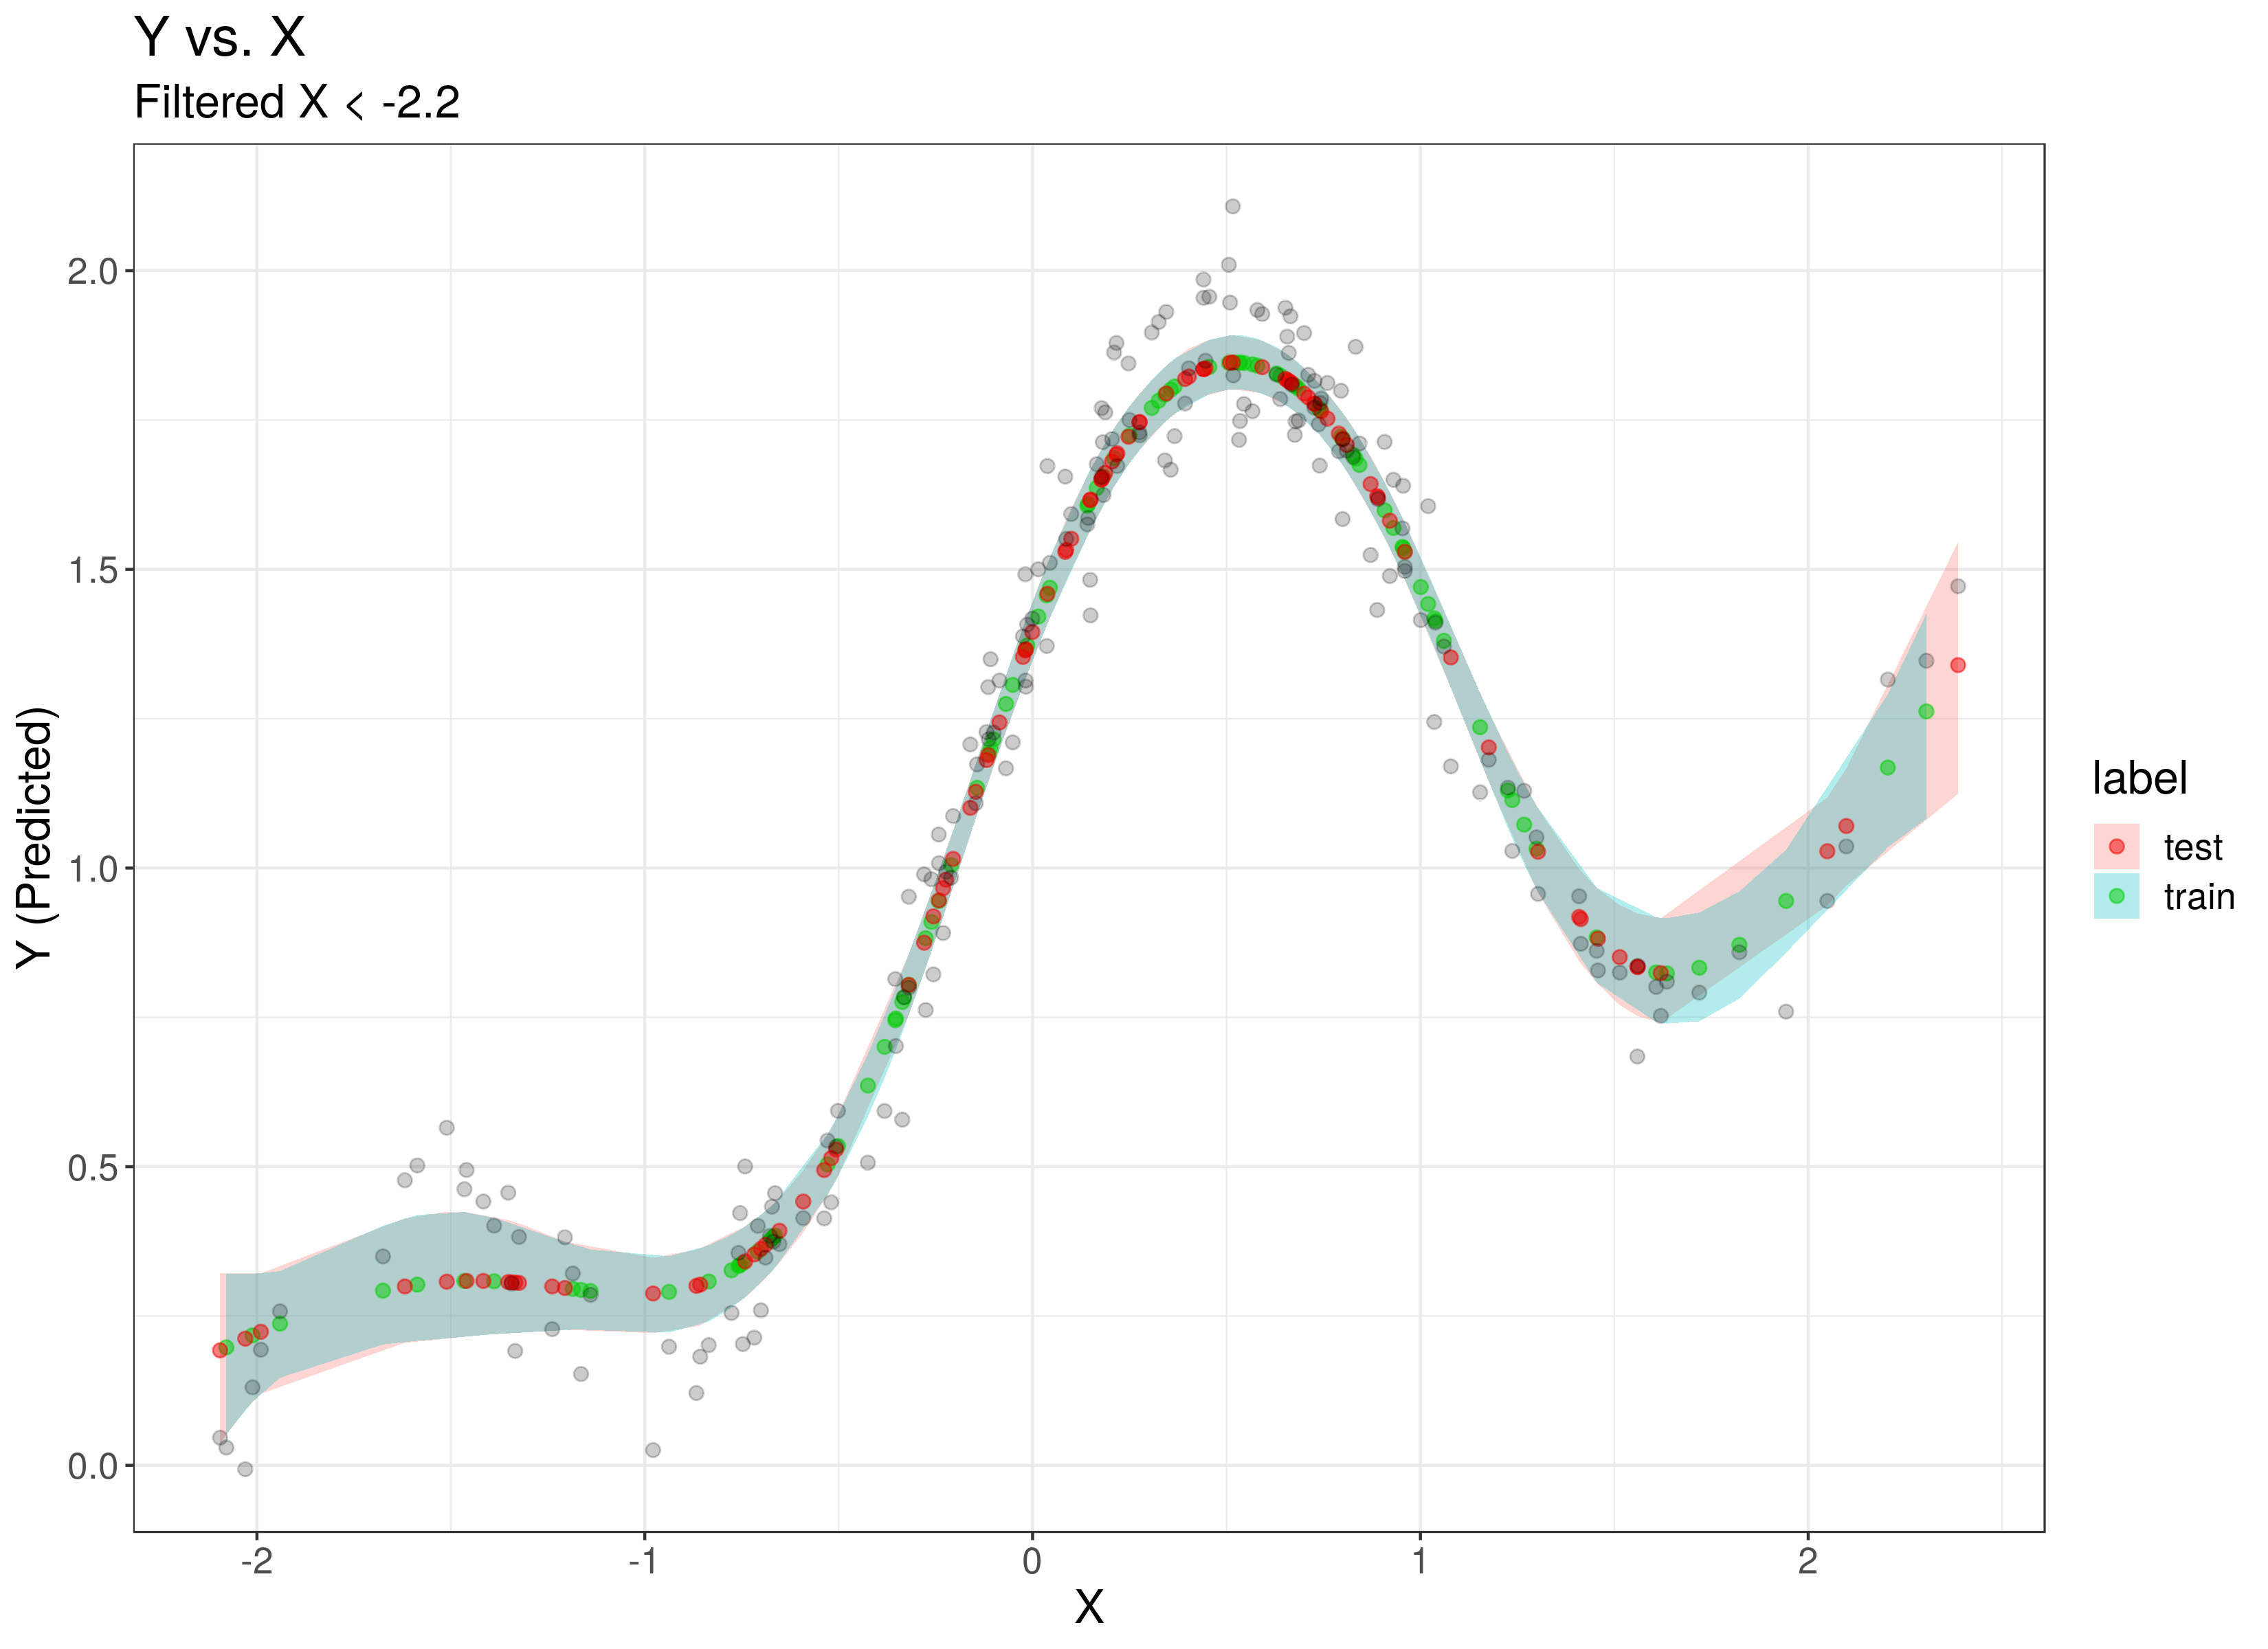 Y vs. X
Filtered X < -2.2
Y (Predicted)
2.0
1.5
1.0
0.5
0.0
-2
-1
0
1
2
X
label
test
train